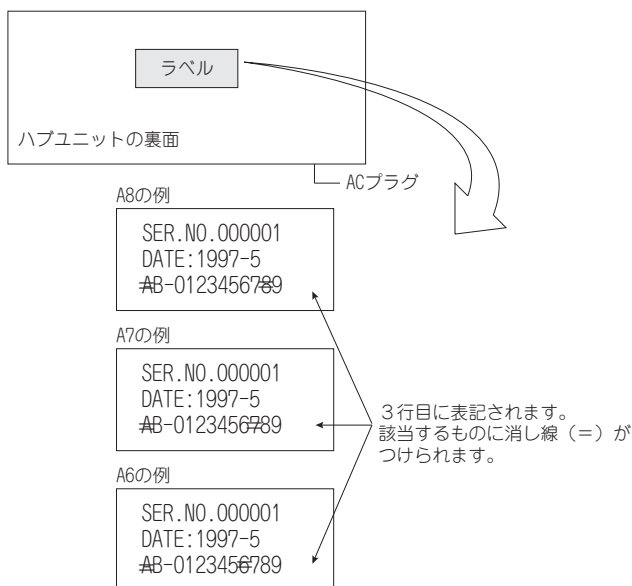 ラベル
ハブユニットの裏面
ACプラグ
A8の例
SER.NO.000001
DATE:1997-5
AB-0123456789
A7の例
SER.NO.000001
DATE:1997-5
AB-0123456789
3行目に表記されます。
該当するものに消し線(=)が
つけられます。
A6の例
SER.NO.000001
DATE:1997-5
AB-0123456789